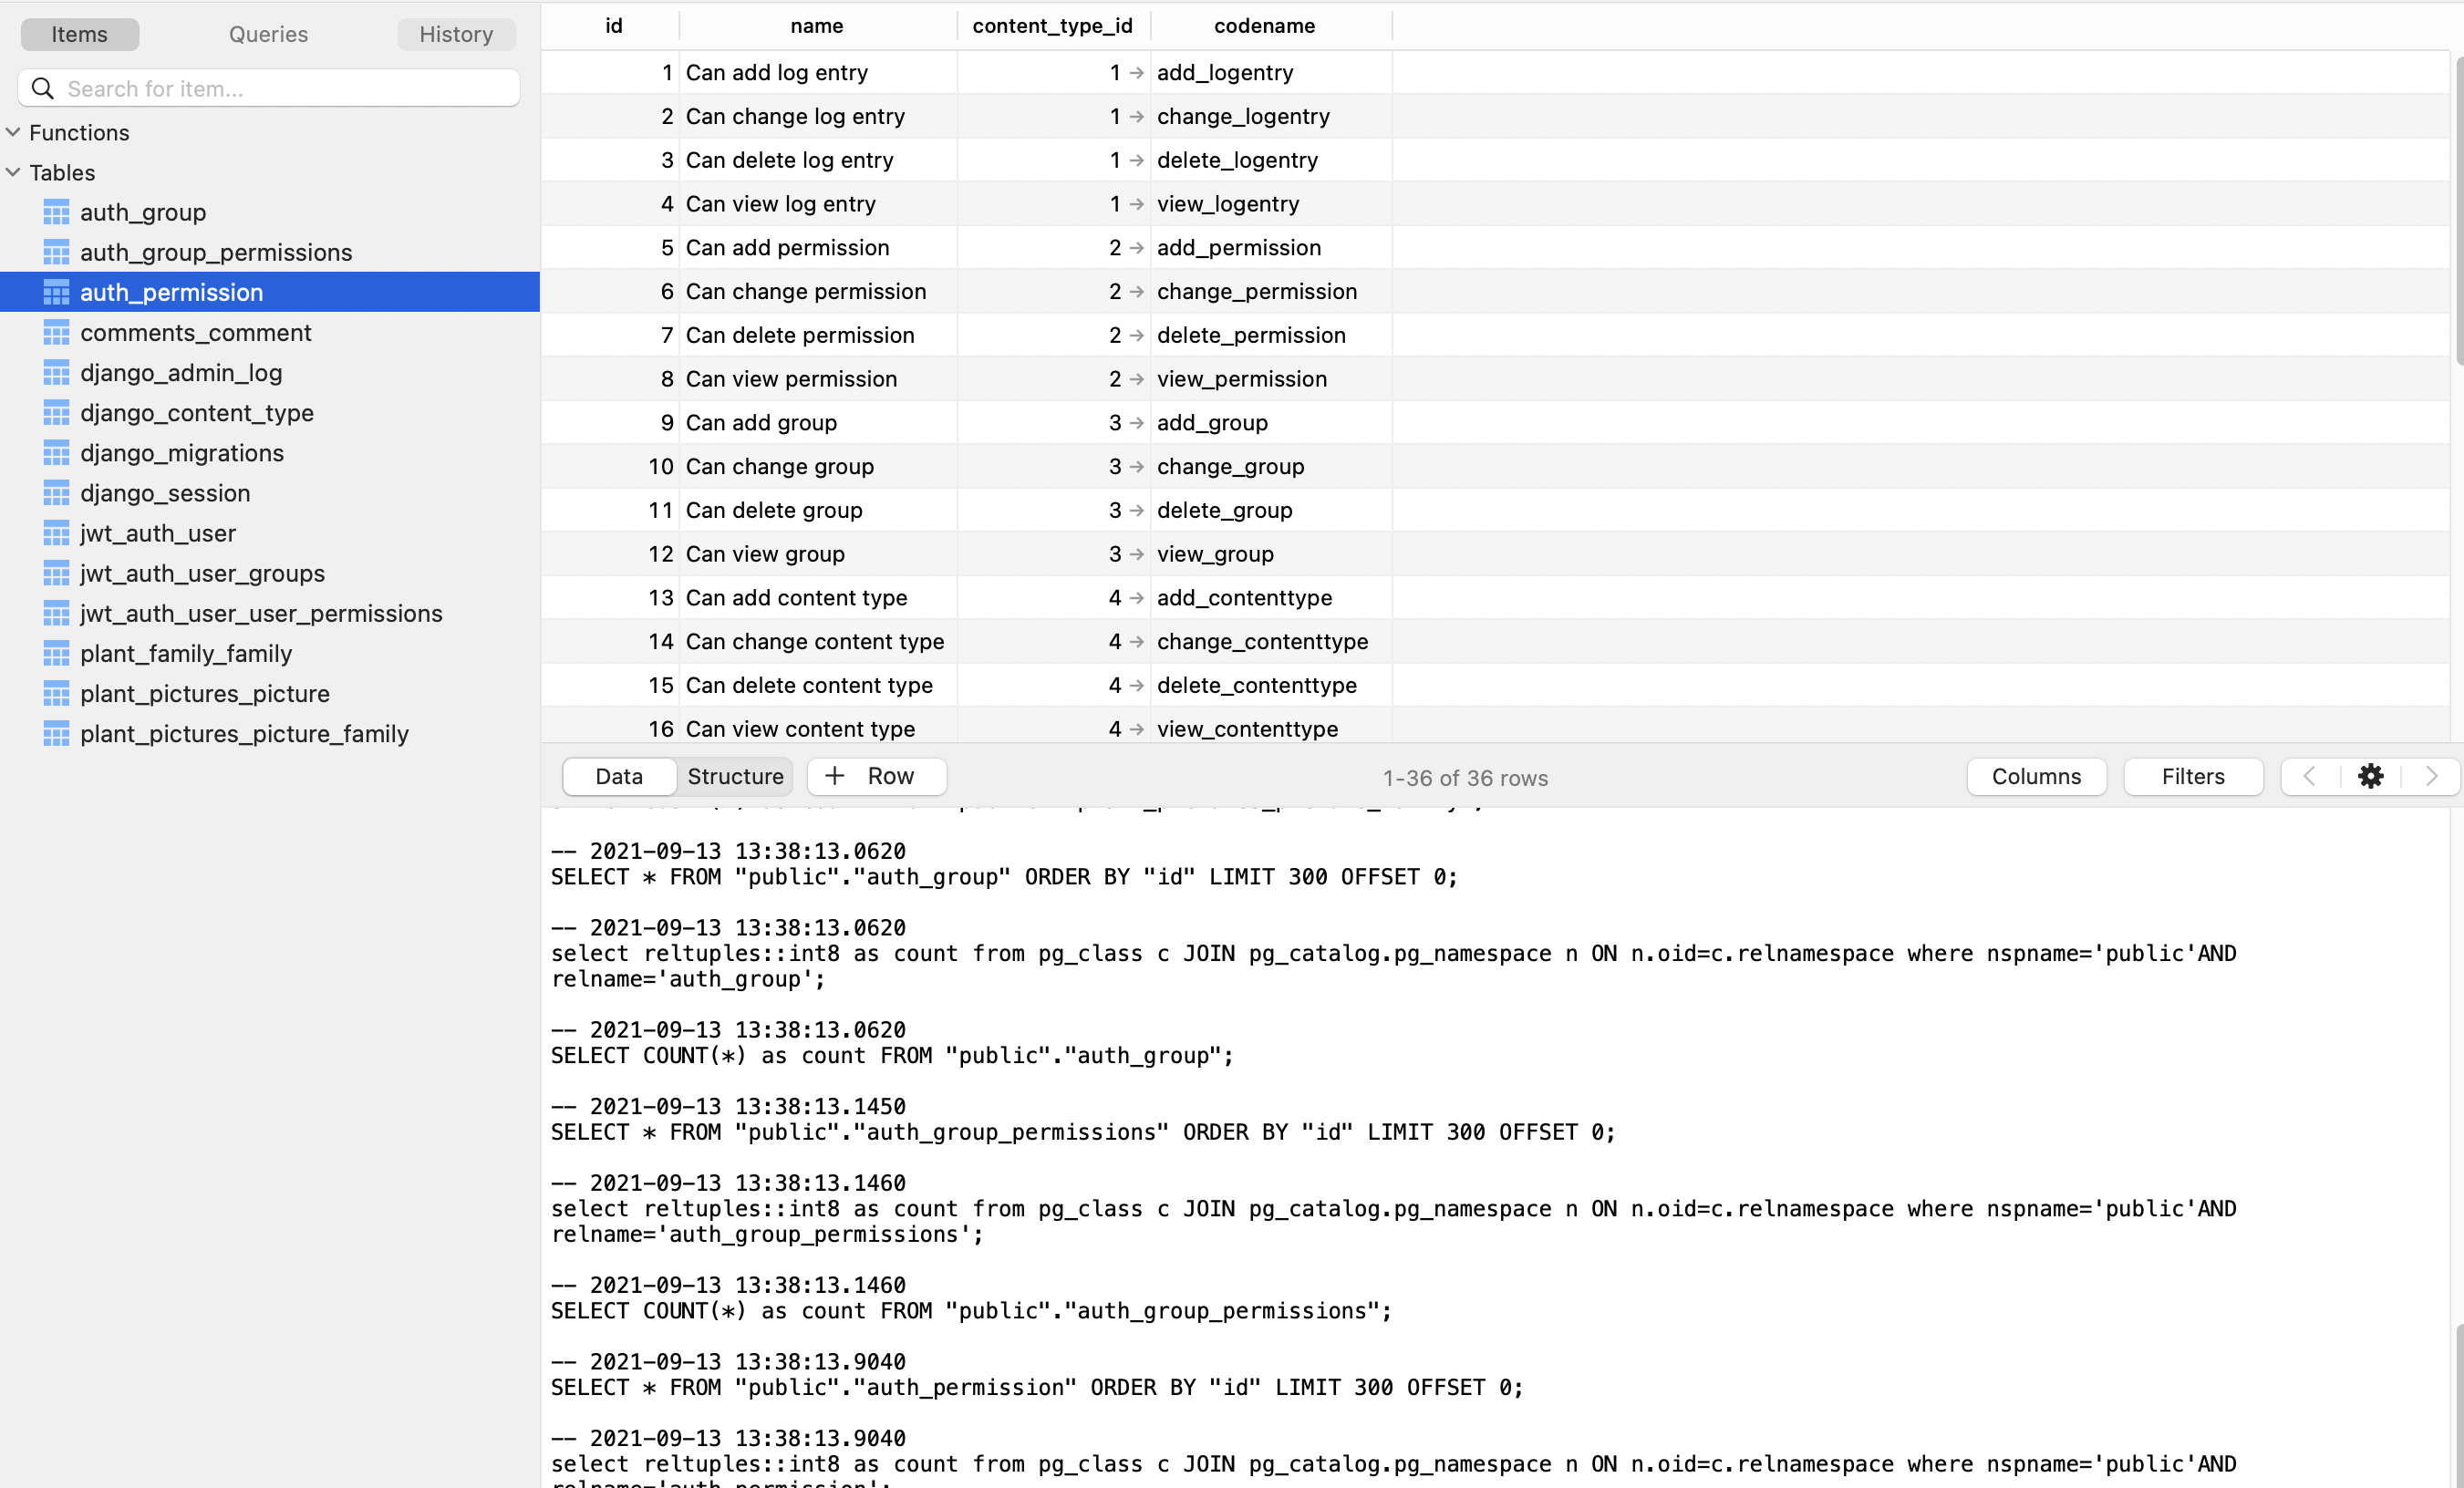 Items Queries History
Search for item...
Functions
Tables
auth_group
auth_group_permissions
auth_permission
comments_comment
django_admin_log
django_content_type
django_migrations
django_session
jwt_auth_user
jwt_auth_user_groups
jwt_auth_user_user_permissions
plant_family_family
plant_pictures_picture
plant_pictures_picture_family
id name content_type_id codename
1 Can add log entry 1 → add_logentry
2 Can change log entry 1 → change_logentry
3 Can delete log entry 1 → delete_logentry
4 Can view log entry 1 → view_logentry
5 Can add permission 2 → add_permission
6 Can change permission 2 → change_permission
7 Can delete permission 2 → delete_permission
8 Can view permission 2 → view_permission
9 Can add group 3 → add_group
10 Can change group 3 → change_group
11 Can delete group 3 → delete_group
12 Can view group 3 → view_group
13 Can add content type 4 → add_contenttype
14 Can change content type 4 → change_contenttype
15 Can delete content type 4 → delete_contenttype
16 Can view content type 4 → view_contenttype
Data Structure + Row 1-36 of 36 rows Columns Filters
-- 2021-09-13 13:38:13.0620
SELECT * FROM "public"."auth_group" ORDER BY "id" LIMIT 300 OFFSET 0;
-- 2021-09-13 13:38:13.0620
select reltuples::int8 as count from pg_class c JOIN pg_catalog.pg_namespace n ON n.oid=c.relnamespace where nspname='public'AND
relname='auth_group';
-- 2021-09-13 13:38:13.0620
SELECT COUNT(*) as count FROM "public"."auth_group";
-- 2021-09-13 13:38:13.1450
SELECT * FROM "public"."auth_group_permissions" ORDER BY "id" LIMIT 300 OFFSET 0;
-- 2021-09-13 13:38:13.1460
select reltuples::int8 as count from pg_class c JOIN pg_catalog.pg_namespace n ON n.oid=c.relnamespace where nspname='public'AND
relname='auth_group_permissions';
-- 2021-09-13 13:38:13.1460
SELECT COUNT(*) as count FROM "public"."auth_group_permissions";
-- 2021-09-13 13:38:13.9040
SELECT * FROM "public"."auth_permission" ORDER BY "id" LIMIT 300 OFFSET 0;
-- 2021-09-13 13:38:13.9040
select reltuples::int8 as count from pg_class c JOIN pg_catalog.pg_namespace n ON n.oid=c.relnamespace where nspname='public'AND
relname='auth_permission';